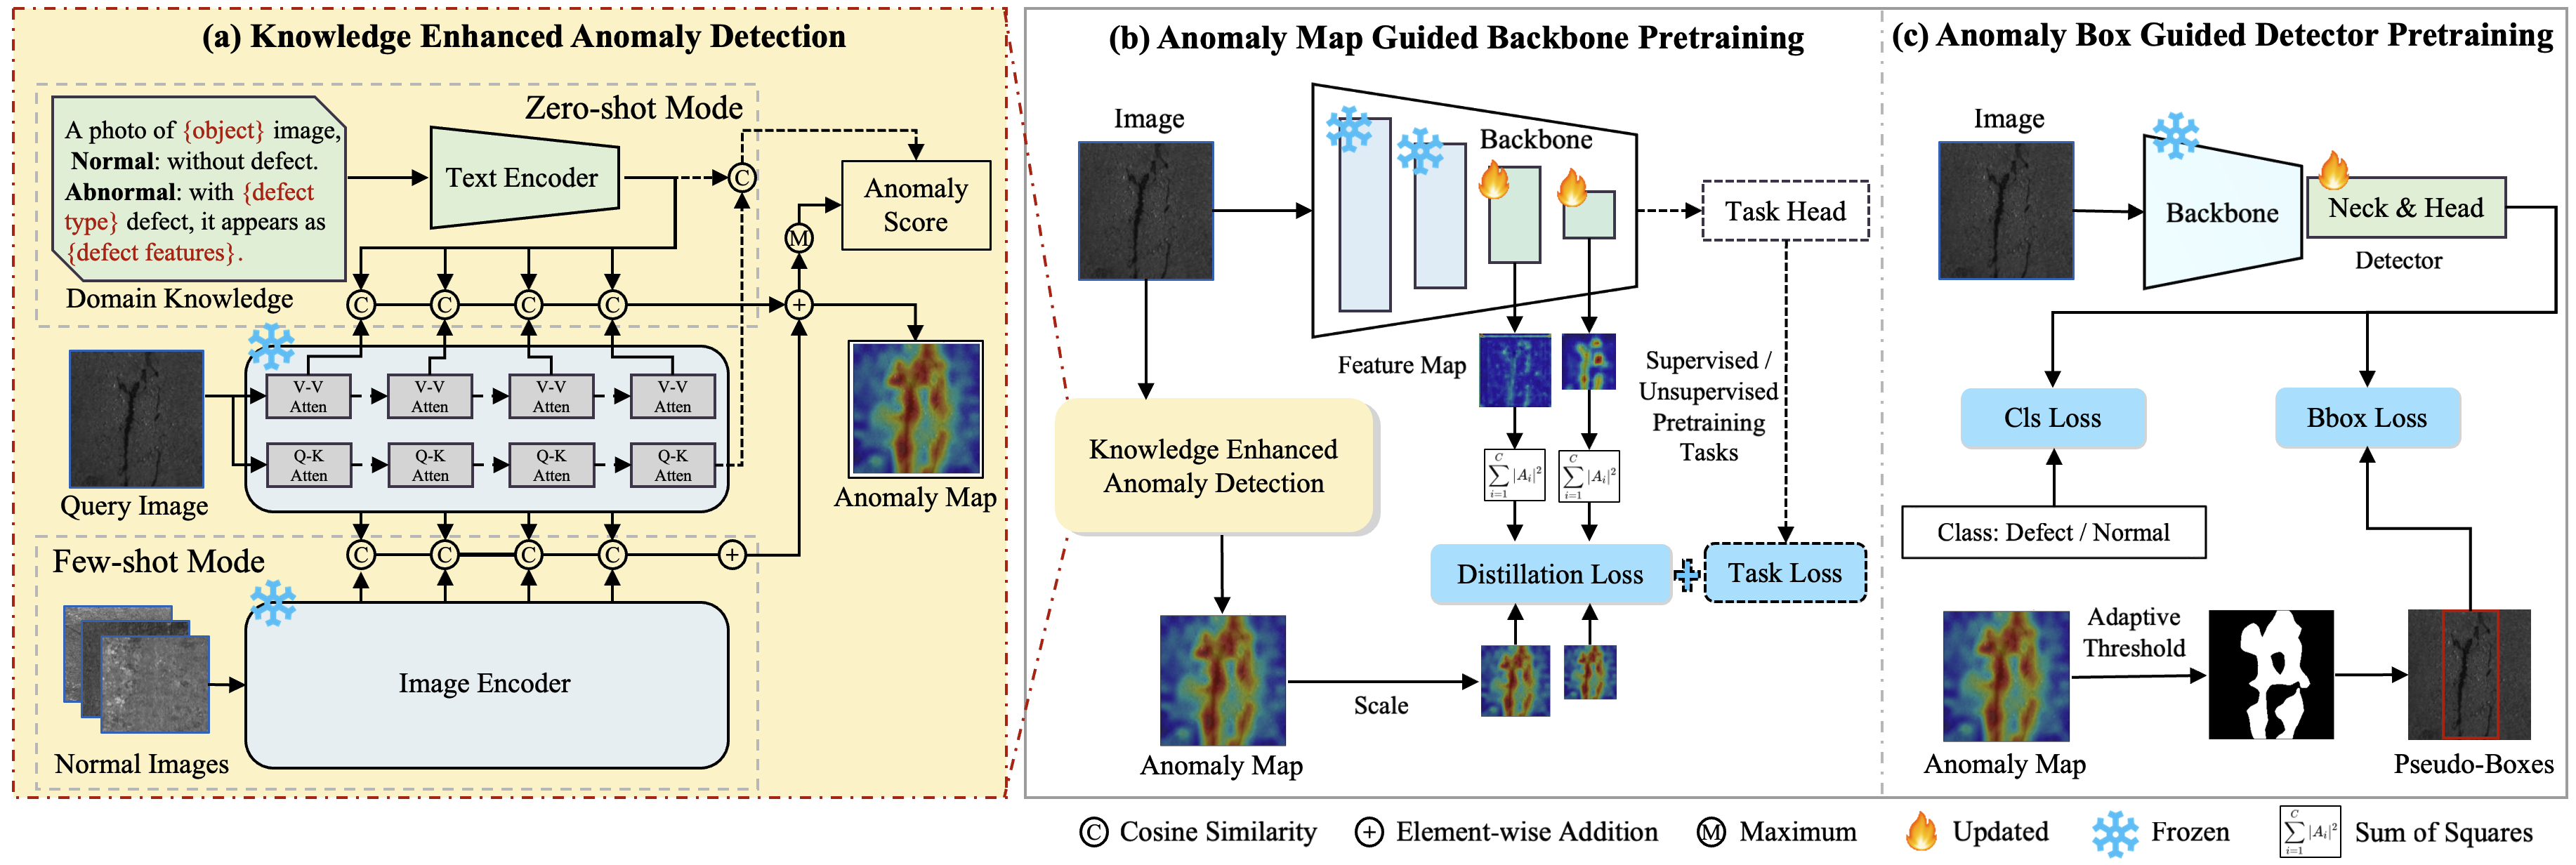 (a) Knowledge Enhanced Anomaly Detection
Zero-shot Mode
A photo of {object} image,
Normal: without defect.
Abnormal: with {defect
type} defect, it appears as
{defect features}.
Domain Knowledge
Text Encoder
C
Anomaly
Score
M
C C C C +
V-V
Atten
V-V
Atten
V-V
Atten
V-V
Atten
Q-K
Atten
Q-K
Atten
Q-K
Atten
Q-K
Atten
Query Image
Anomaly Map
Few-shot Mode
C C C C +
Image Encoder
Normal Images
(b) Anomaly Map Guided Backbone Pretraining
Image
Backbone
Task Head
Feature Map
Supervised /
Unsupervised
Pretraining
Tasks
Knowledge Enhanced
Anomaly Detection
C
∑|A_i|²
i=1
C
∑|A_i|²
i=1
Distillation Loss
+
Task Loss
Scale
Anomaly Map
(c) Anomaly Box Guided Detector Pretraining
Image
Backbone
Neck & Head
Detector
Cls Loss
Bbox Loss
Class: Defect / Normal
Adaptive
Threshold
Anomaly Map
Pseudo-Boxes
C Cosine Similarity
+ Element-wise Addition
M Maximum
Updated
Frozen
C
∑|A_i|²
i=1
Sum of Squares